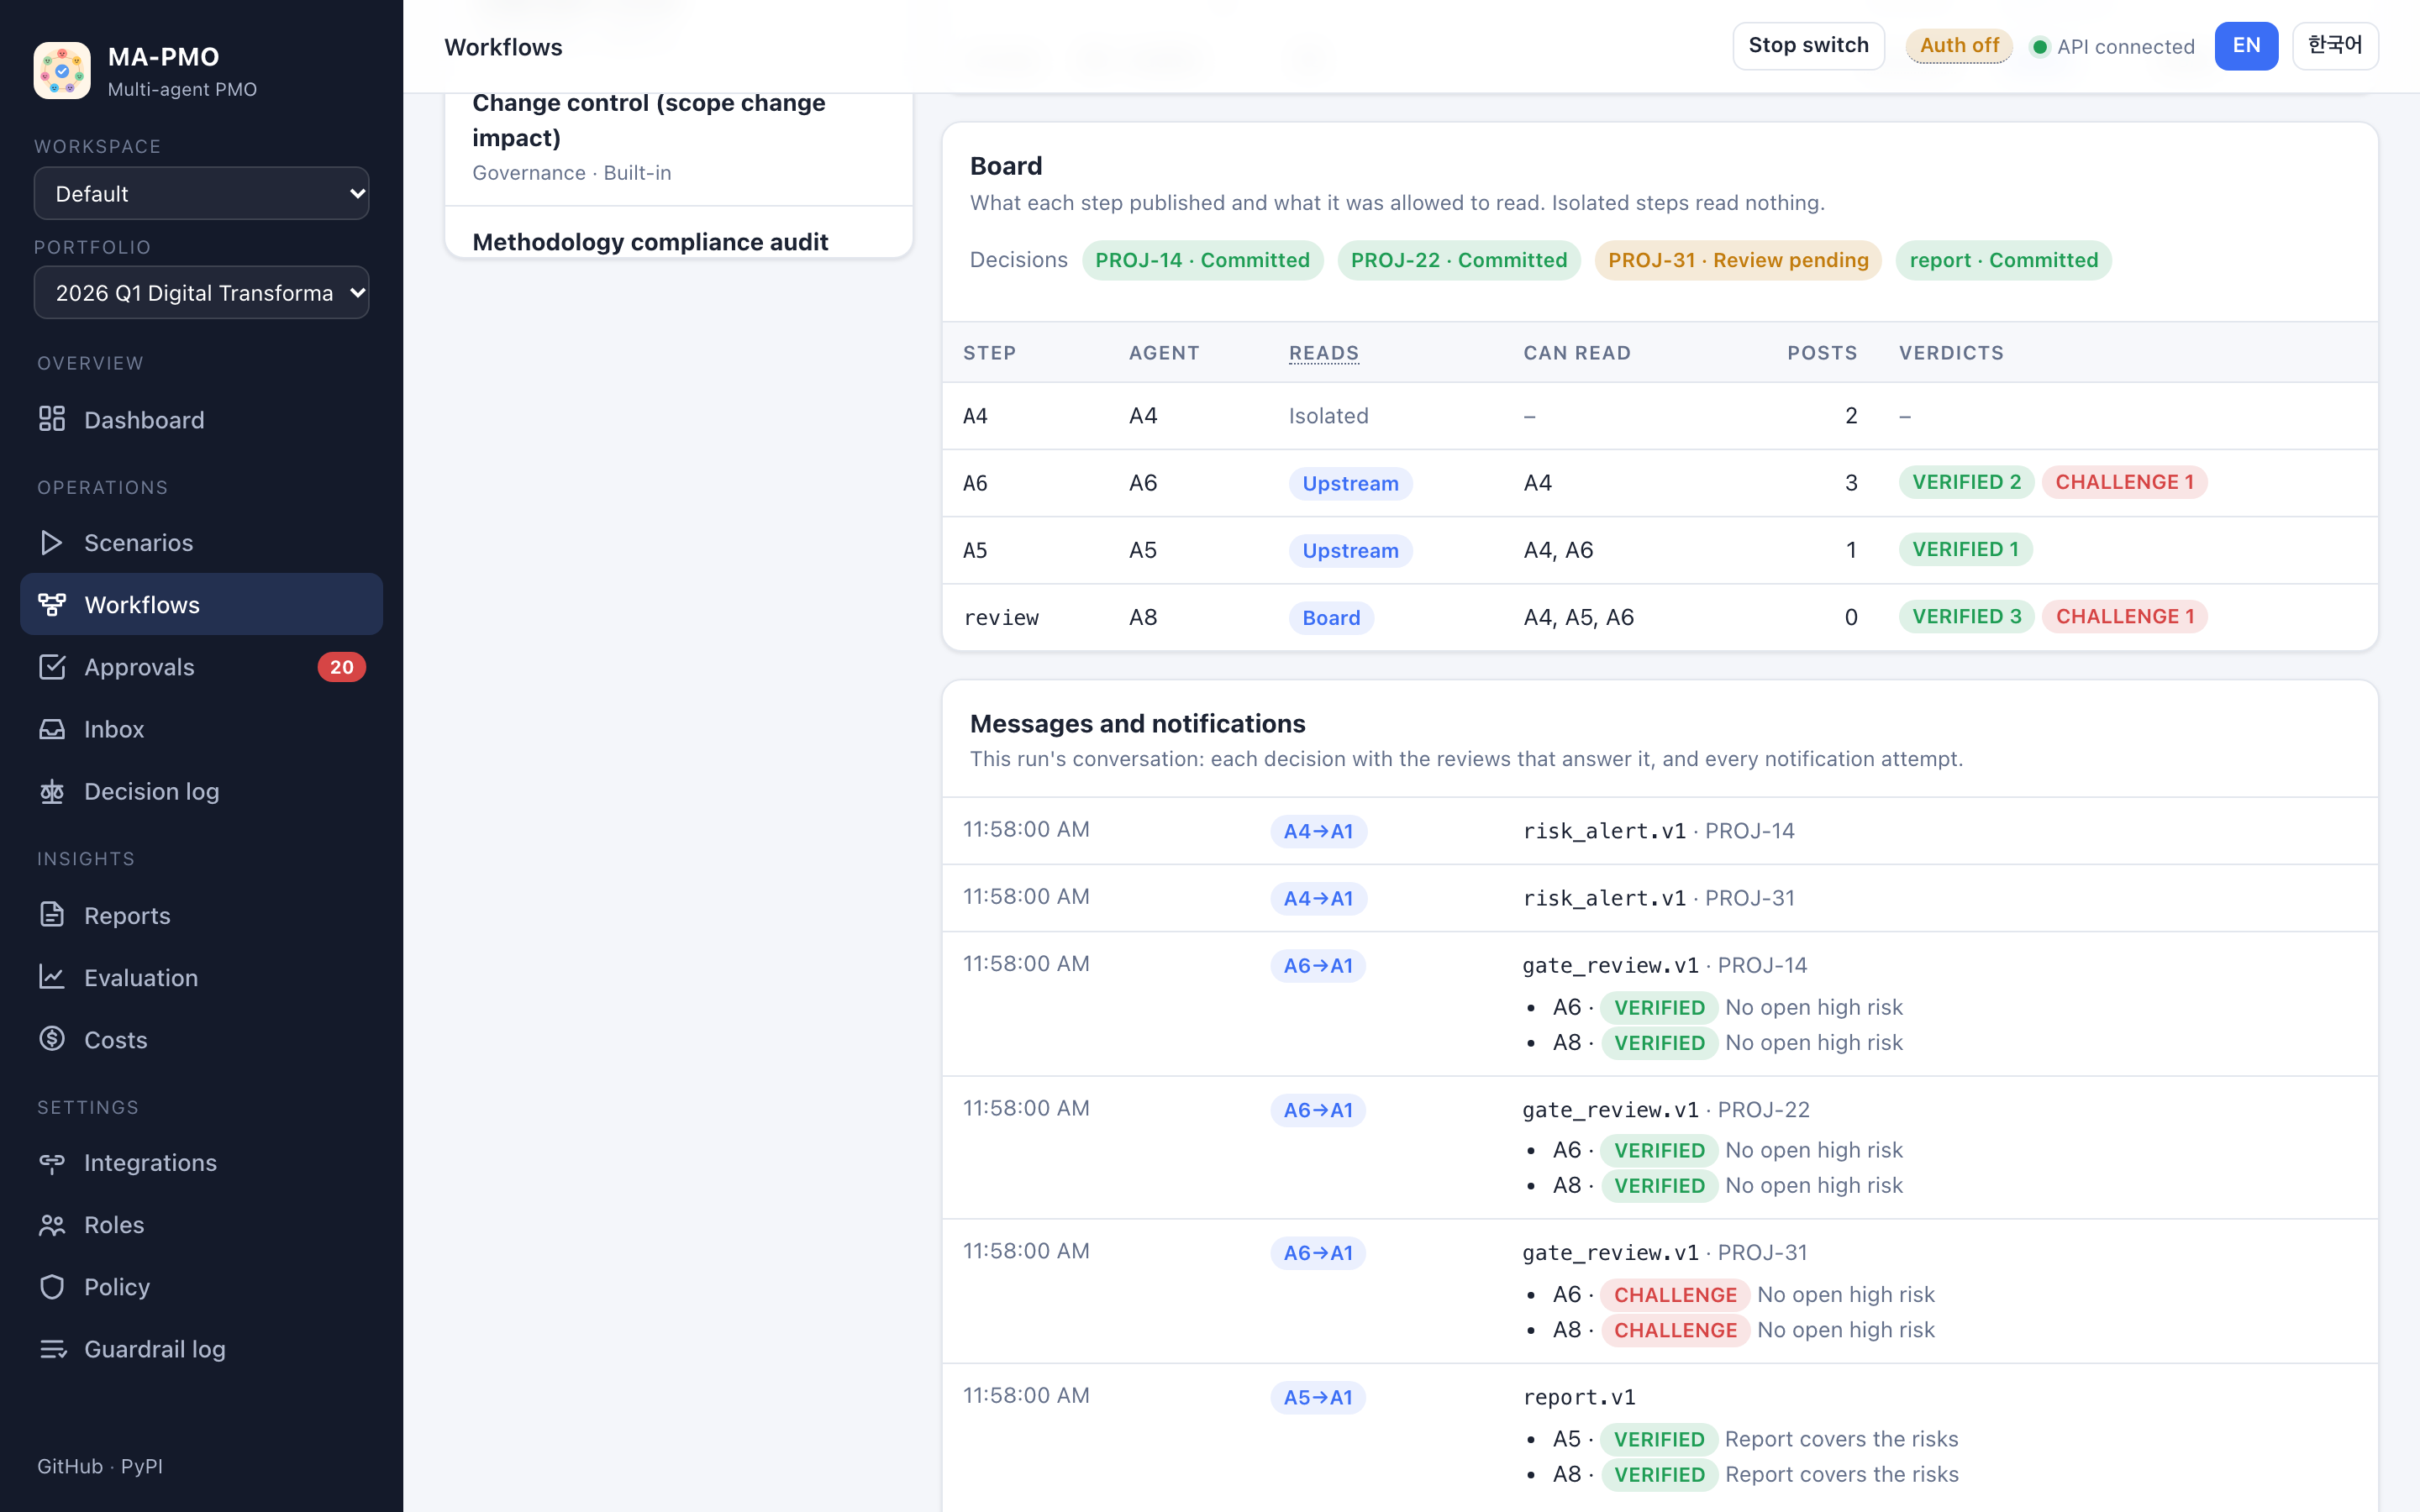 MA-PMO
Multi-agent PMO
WORKSPACE
Default
PORTFOLIO
2026 Q1 Digital Transforma
OVERVIEW
Dashboard
OPERATIONS
Scenarios
Workflows
Approvals 20
Inbox
Decision log
INSIGHTS
Reports
Evaluation
Costs
SETTINGS
Integrations
Roles
Policy
Guardrail log
GitHub · PyPI
Workflows
Stop switch Auth off API connected EN 한국어
Change control (scope change
impact)
Governance · Built-in
Methodology compliance audit
Board
What each step published and what it was allowed to read. Isolated steps read nothing.
Decisions PROJ-14 · Committed PROJ-22 · Committed PROJ-31 · Review pending report · Committed
STEP AGENT READS CAN READ POSTS VERDICTS
A4 A4 Isolated – 2 –
A6 A6 Upstream A4 3 VERIFIED 2 CHALLENGE 1
A5 A5 Upstream A4, A6 1 VERIFIED 1
review A8 Board A4, A5, A6 0 VERIFIED 3 CHALLENGE 1
Messages and notifications
This run's conversation: each decision with the reviews that answer it, and every notification attempt.
11:58:00 AM A4→A1 risk_alert.v1 · PROJ-14
11:58:00 AM A4→A1 risk_alert.v1 · PROJ-31
11:58:00 AM A6→A1 gate_review.v1 · PROJ-14
• A6 · VERIFIED No open high risk
• A8 · VERIFIED No open high risk
11:58:00 AM A6→A1 gate_review.v1 · PROJ-22
• A6 · VERIFIED No open high risk
• A8 · VERIFIED No open high risk
11:58:00 AM A6→A1 gate_review.v1 · PROJ-31
• A6 · CHALLENGE No open high risk
• A8 · CHALLENGE No open high risk
11:58:00 AM A5→A1 report.v1
• A5 · VERIFIED Report covers the risks
• A8 · VERIFIED Report covers the risks